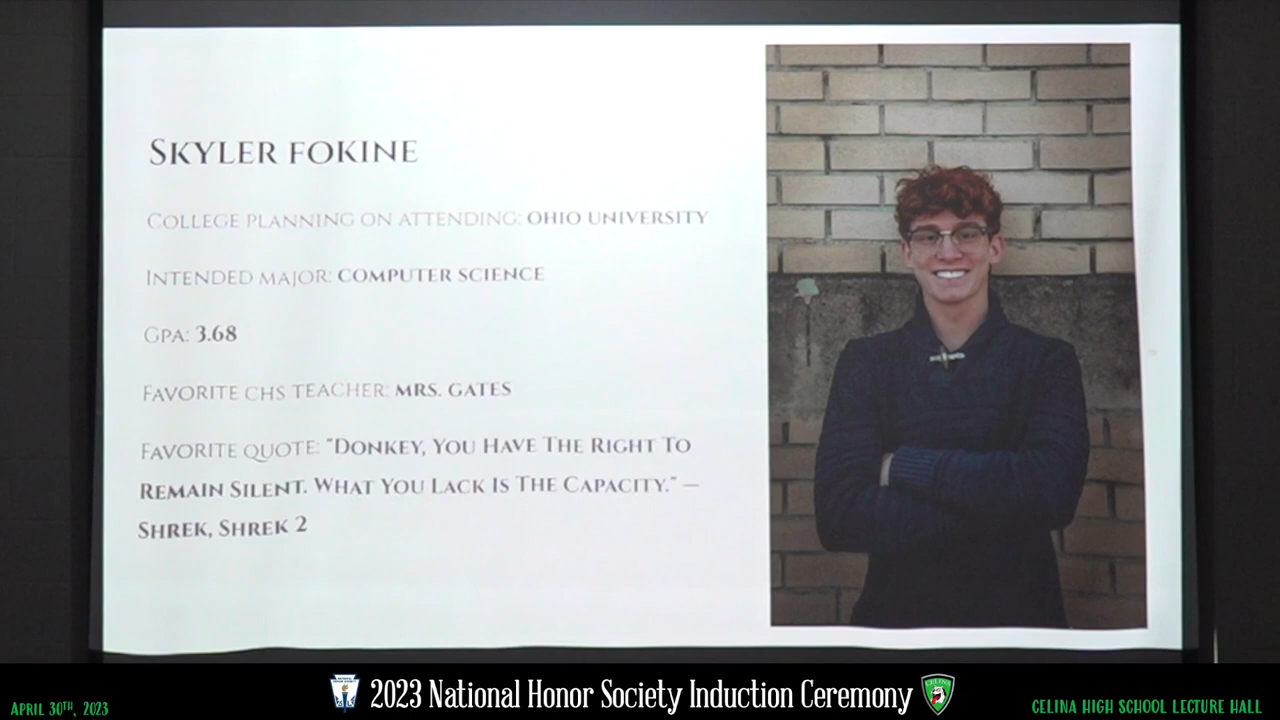 SKYLER FOKINE
COLLEGE PLANNING ON ATTENDING: OHIO UNIVERSITY
INTENDED MAJOR: COMPUTER SCIENCE
GPA: 3.68
FAVORITE CHS TEACHER: MRS. GATES
FAVORITE QUOTE: "DONKEY, YOU HAVE THE RIGHT TO
REMAIN SILENT. WHAT YOU LACK IS THE CAPACITY." —
SHREK, SHREK 2
APRIL 30TH, 2023
2023 National Honor Society Induction Ceremony
CELINA
CELINA HIGH SCHOOL LECTURE HALL